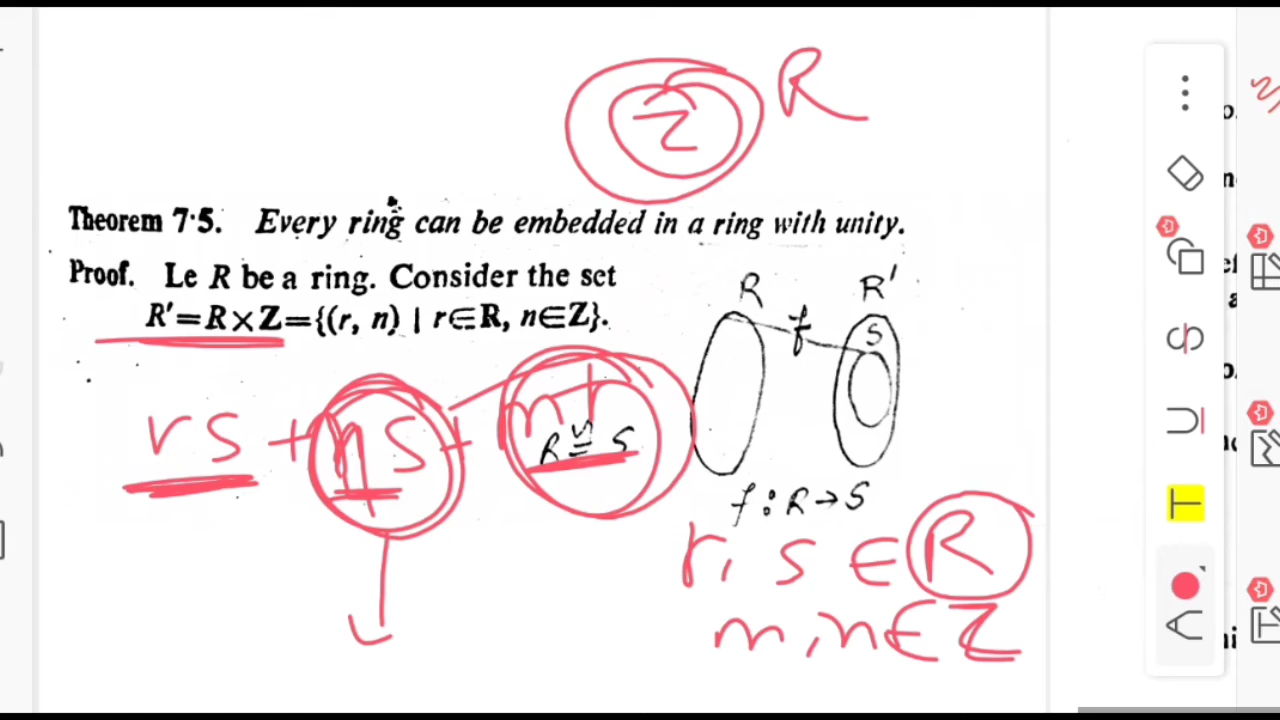 Z R
Theorem 7·5. Every ring can be embedded in a ring with unity.
Proof. Le R be a ring. Consider the set
R'=R×Z={(r, n) | r∈R, n∈Z}.
R f R'
S
rs + ns + mr
R ≅ S
f : R→S
r, s ∈ R
m, n ∈ Z